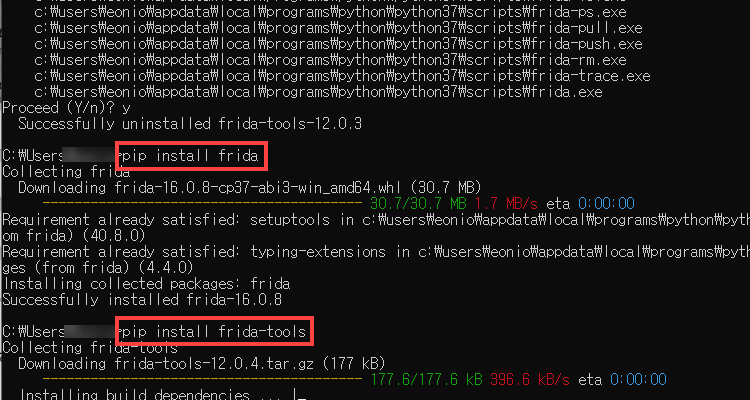 c:₩users₩eonio₩appdata₩local₩programs₩python₩python37₩scripts₩frida-ps.exe
c:₩users₩eonio₩appdata₩local₩programs₩python₩python37₩scripts₩frida-pull.exe
c:₩users₩eonio₩appdata₩local₩programs₩python₩python37₩scripts₩frida-push.exe
c:₩users₩eonio₩appdata₩local₩programs₩python₩python37₩scripts₩frida-rm.exe
c:₩users₩eonio₩appdata₩local₩programs₩python₩python37₩scripts₩frida-trace.exe
c:₩users₩eonio₩appdata₩local₩programs₩python₩python37₩scripts₩frida.exe
Proceed (Y/n)? y
Successfully uninstalled frida-tools-12.0.3
C:₩Users pip install frida
Collecting frida
Downloading frida-16.0.8-cp37-abi3-win_amd64.whl (30.7 MB)
---------------------------------------- 30.7/30.7 MB 1.7 MB/s eta 0:00:00
Requirement already satisfied: setuptools in c:₩users₩eonio₩appdata₩local₩programs₩python₩pyth
om frida) (40.8.0)
Requirement already satisfied: typing-extensions in c:₩users₩eonio₩appdata₩local₩programs₩pyth
ges (from frida) (4.4.0)
Installing collected packages: frida
Successfully installed frida-16.0.8
C:₩Users pip install frida-tools
Collecting frida-tools
Downloading frida-tools-12.0.4.tar.gz (177 kB)
---------------------------------------- 177.6/177.6 kB 396.6 kB/s eta 0:00:00
Installing build dependencies ... |